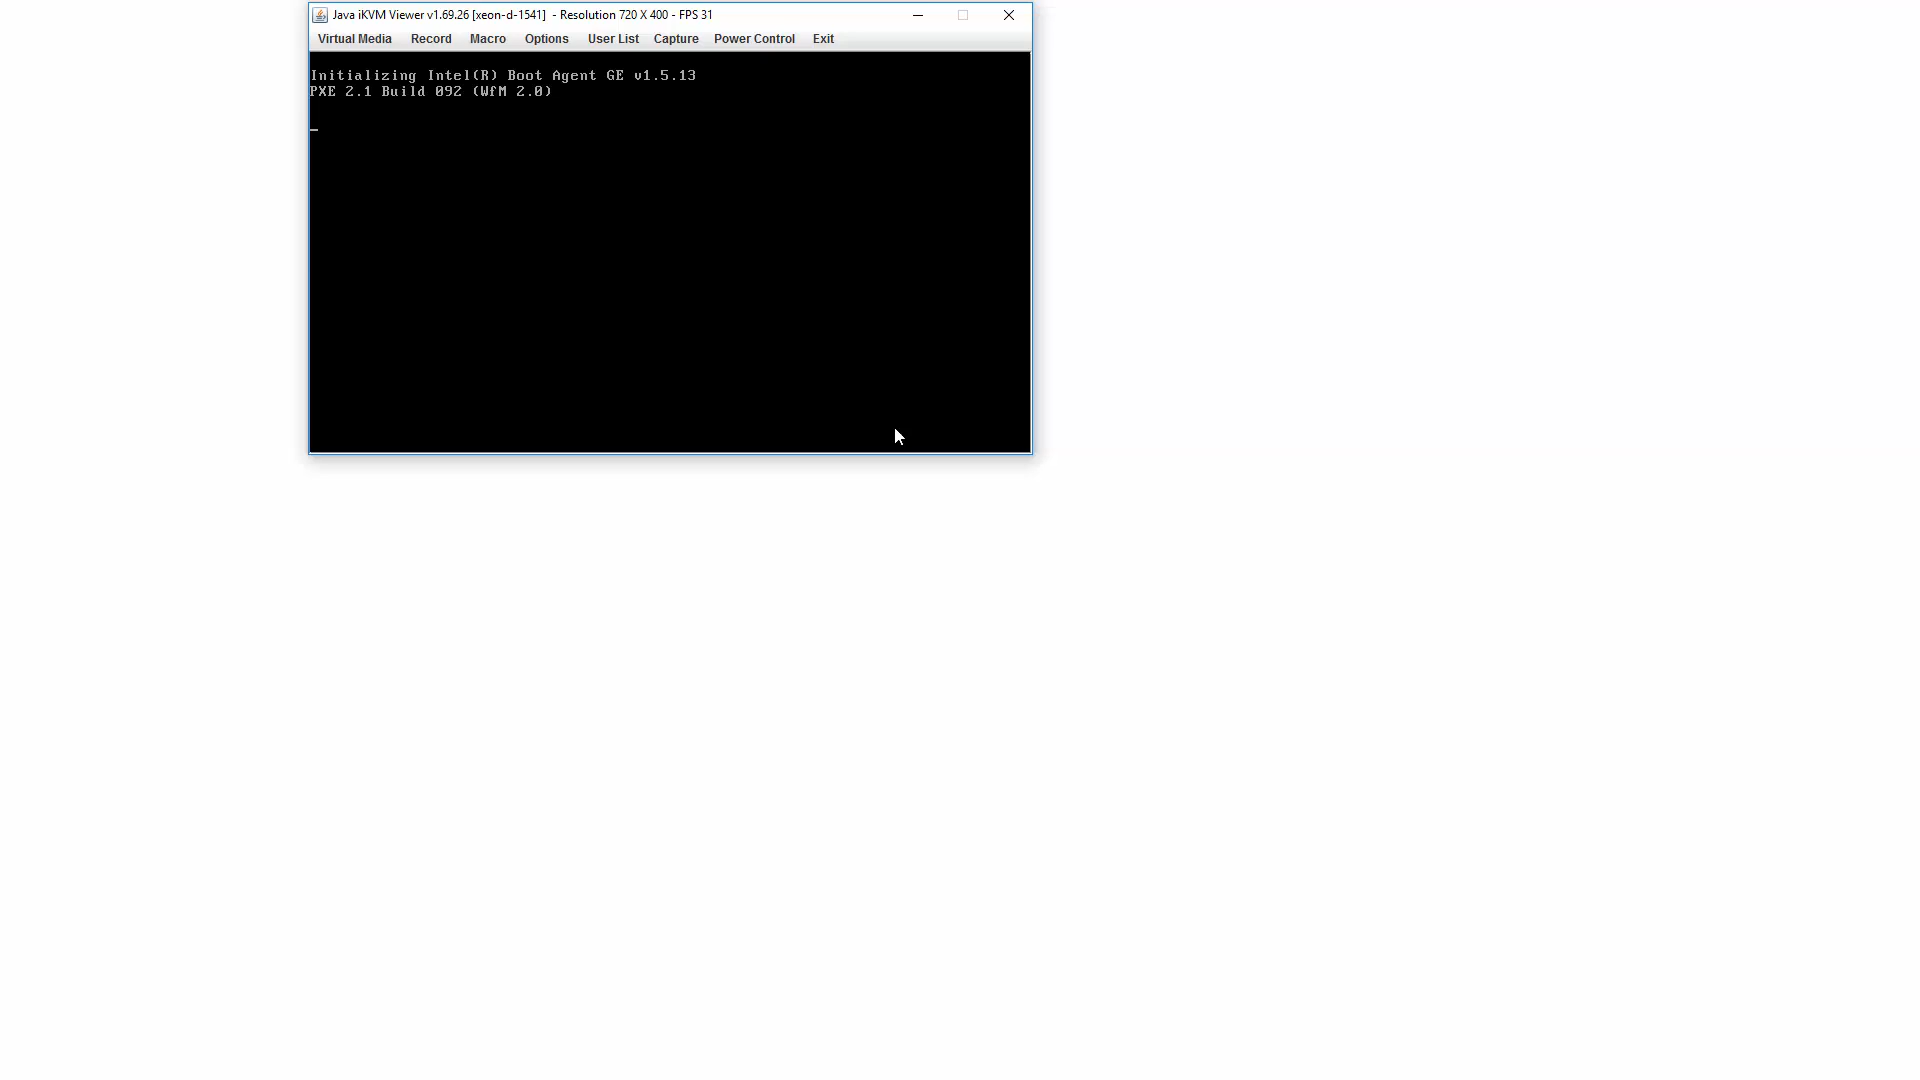 Java iKVM Viewer v1.69.26 [xeon-d-1541] - Resolution 720 X 400 - FPS 31
Virtual Media Record Macro Options User List Capture Power Control Exit
Initializing Intel(R) Boot Agent GE v1.5.13
PXE 2.1 Build 092 (WfM 2.0)